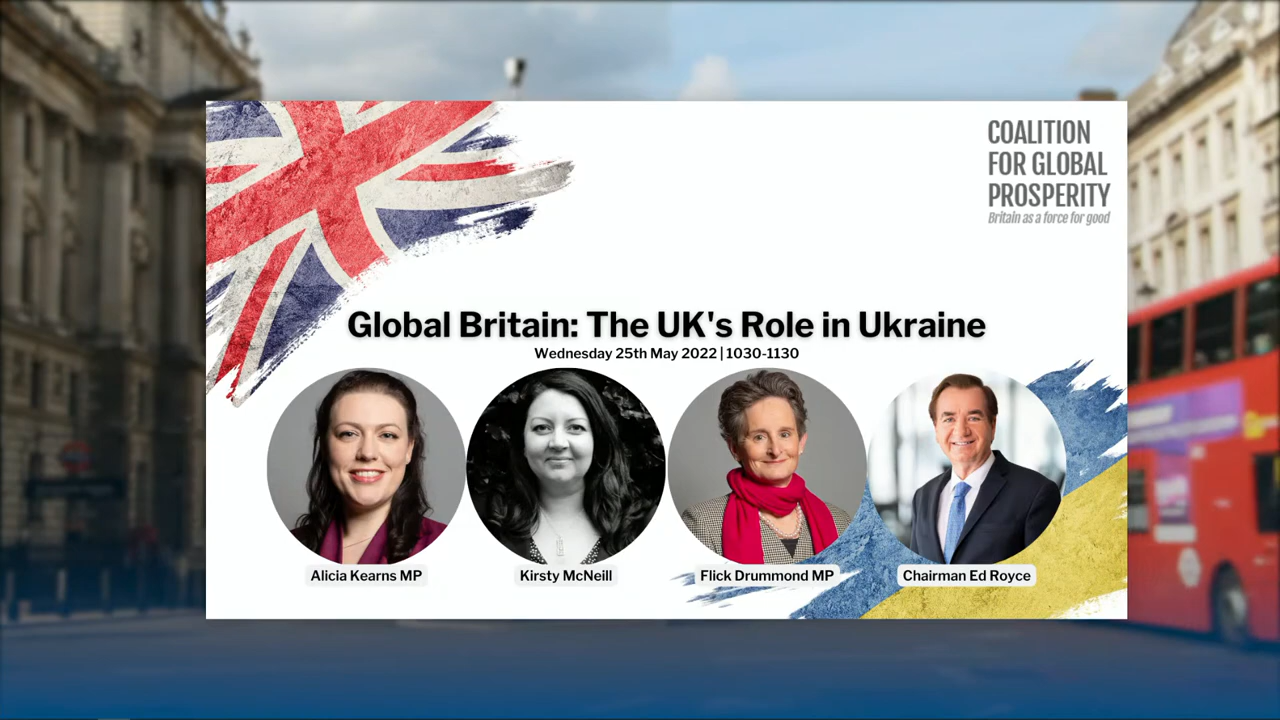 COALITION
FOR GLOBAL
PROSPERITY
Britain as a force for good
Global Britain: The UK's Role in Ukraine
Wednesday 25th May 2022 | 1030-1130
Alicia Kearns MP
Kirsty McNeill
Flick Drummond MP
Chairman Ed Royce